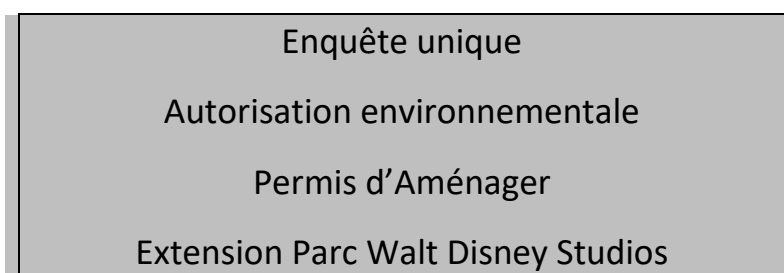 Enquête unique
Autorisation environnementale
Permis d’Aménager
Extension Parc Walt Disney Studios